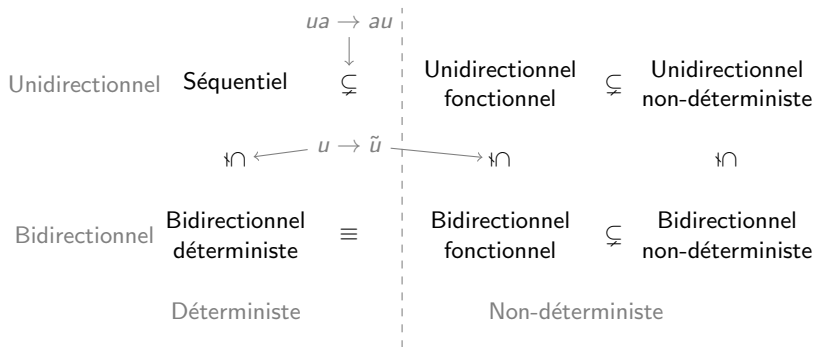 ua → au
Unidirectionnel Séquentiel ⊊ Unidirectionnel fonctionnel ⊊ Unidirectionnel non-déterministe
u → ũ
Bidirectionnel Bidirectionnel déterministe ≡ Bidirectionnel fonctionnel ⊊ Bidirectionnel non-déterministe
Déterministe Non-déterministe